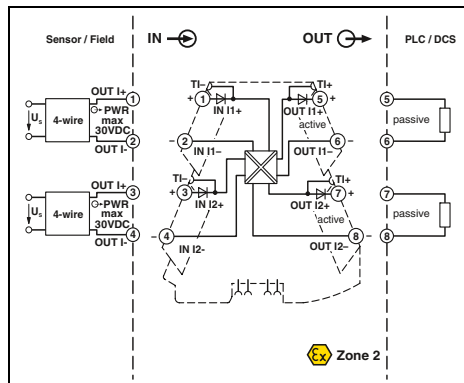 Sensor / Field
IN
OUT
PLC / DCS
OUT I+
1
PWR
max
30VDC
2
OUT I-
Us
4-wire
TI–
+ 1
IN I1+
2
–
IN I1–
TI+
5 +
OUT I1+
active
6 –
OUT I1–
5
passive
6
OUT I+
3
PWR
max
30VDC
4
OUT I-
Us
4-wire
TI–
+ 3
IN I2+
– 4
IN I2-
TI+
7 +
OUT I2+
active
8 –
OUT I2–
7
passive
8
Ex Zone 2